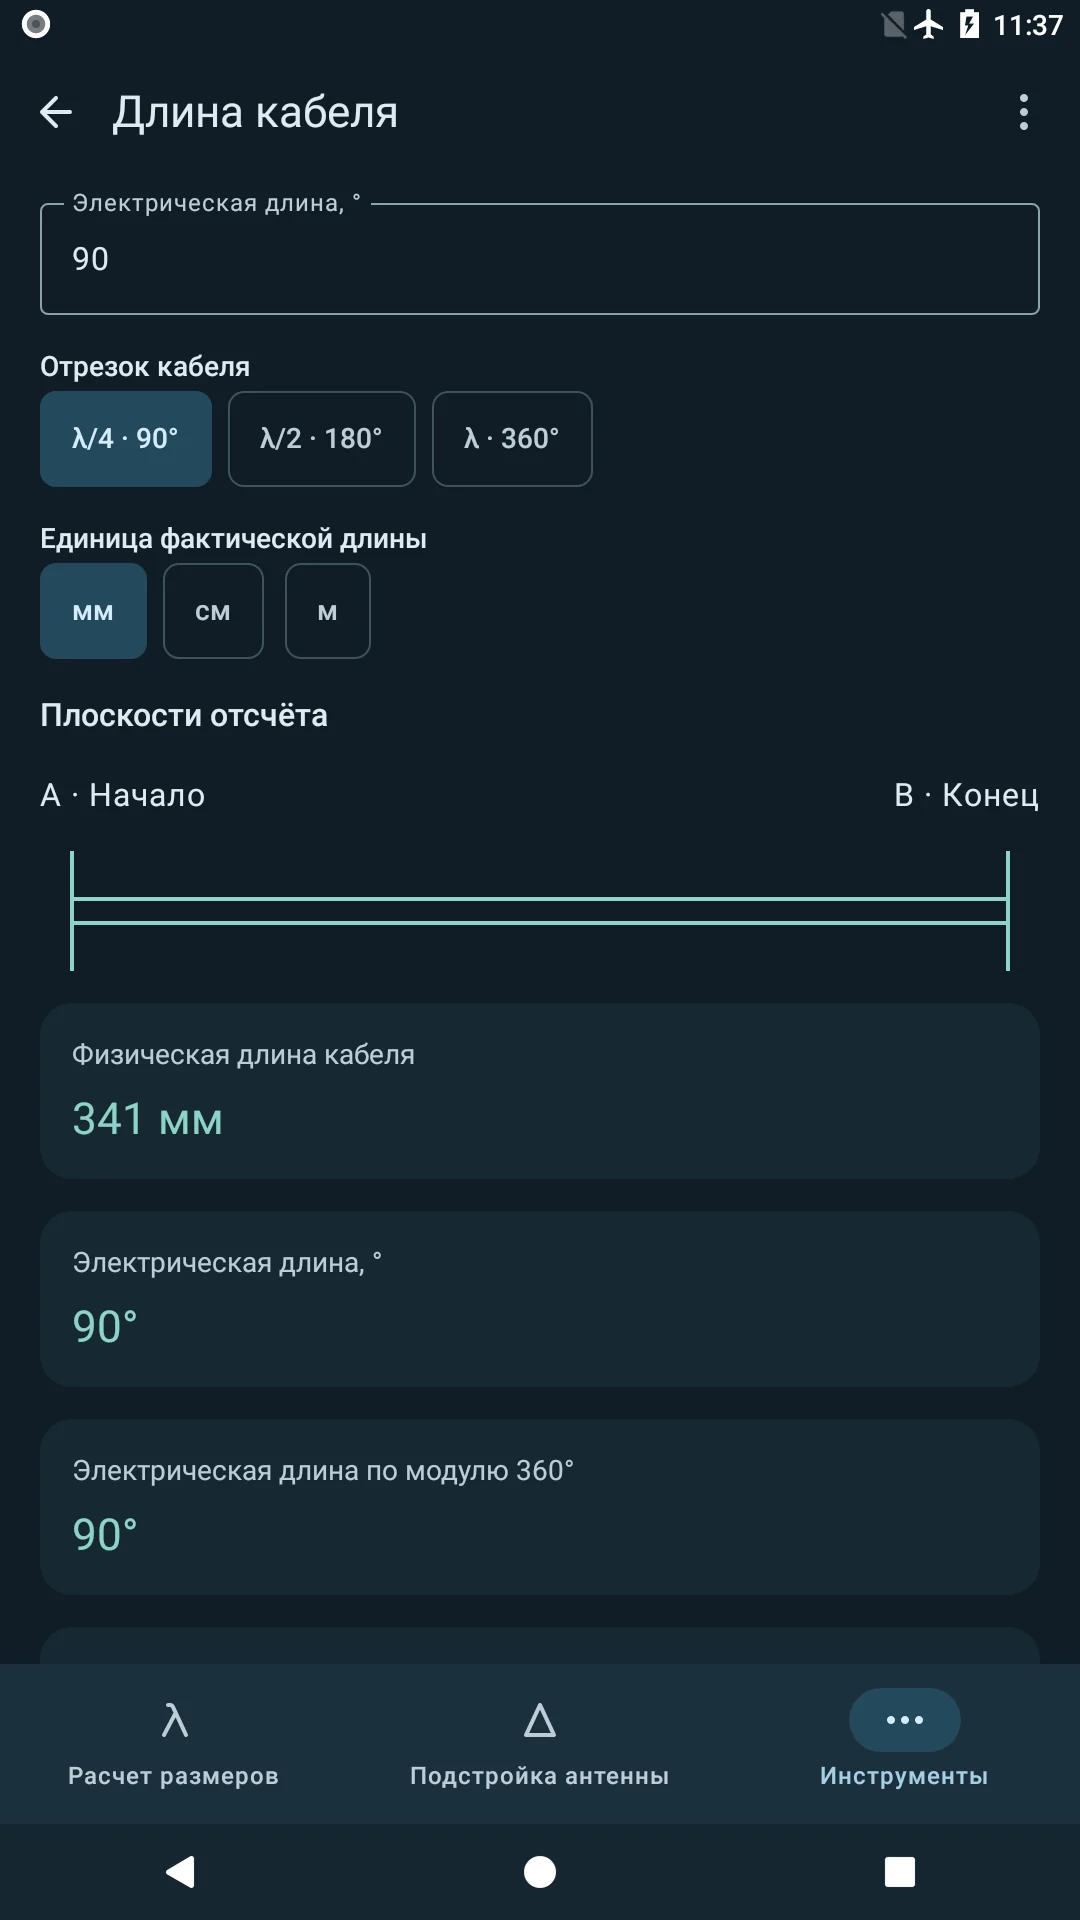 11:37
Длина кабеля
Электрическая длина, °
90
Отрезок кабеля
λ/4 · 90° λ/2 · 180° λ · 360°
Единица фактической длины
мм см м
Плоскости отсчёта
A · Начало B · Конец
Физическая длина кабеля
341 мм
Электрическая длина, °
90°
Электрическая длина по модулю 360°
90°
λ Δ
Расчет размеров Подстройка антенны Инструменты